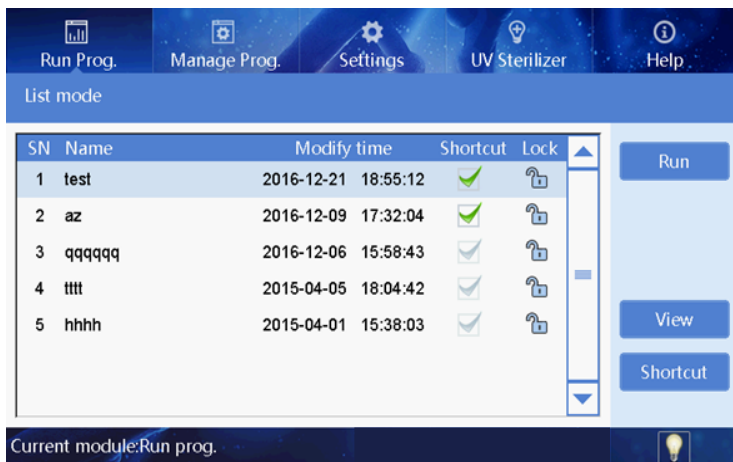 Run Prog. Manage Prog. Settings UV Sterilizer Help
List mode
SN Name Modify time Shortcut Lock
1 test 2016-12-21 18:55:12
2 az 2016-12-09 17:32:04
3 qqqqqq 2016-12-06 15:58:43
4 tttt 2015-04-05 18:04:42
5 hhhh 2015-04-01 15:38:03
Run
View
Shortcut
Current module:Run prog.